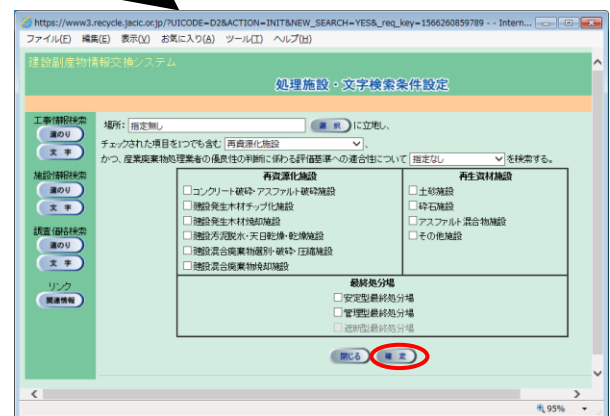 https://www3.recycle.jacic.or.jp/?UICODE=D2&ACTION=INIT&NEW_SEARCH=YES&_req_key=1566260859789 - - Intern...
ファイル(F) 編集(E) 表示(V) お気に入り(A) ツール(T) ヘルプ(H)
建設副産物情報交換システム
処理施設・文字検索条件設定
工事情報検索
道のり
文 字
施設情報検索
道のり
文 字
調査価格検索
道のり
文 字
リンク
関連情報
場所: 指定無し 選 択 に立地し、
チェックされた項目を1つでも含む 再資源化施設 、
かつ、産業廃棄物処理業者の優良性の判断に係わる評価基準への適合性について 指定なし を検索する。
再資源化施設
コンクリート破砕・アスファルト破砕施設
建設発生木材チップ化施設
建設発生木材焼却施設
建設汚泥脱水・天日乾燥・乾燥施設
建設混合廃棄物選別・破砕・圧縮施設
建設混合廃棄物焼却施設
再生資材施設
土砂施設
砕石施設
アスファルト混合物施設
その他施設
最終処分場
安定型最終処分場
管理型最終処分場
遮断型最終処分場
閉じる 確 定
95%